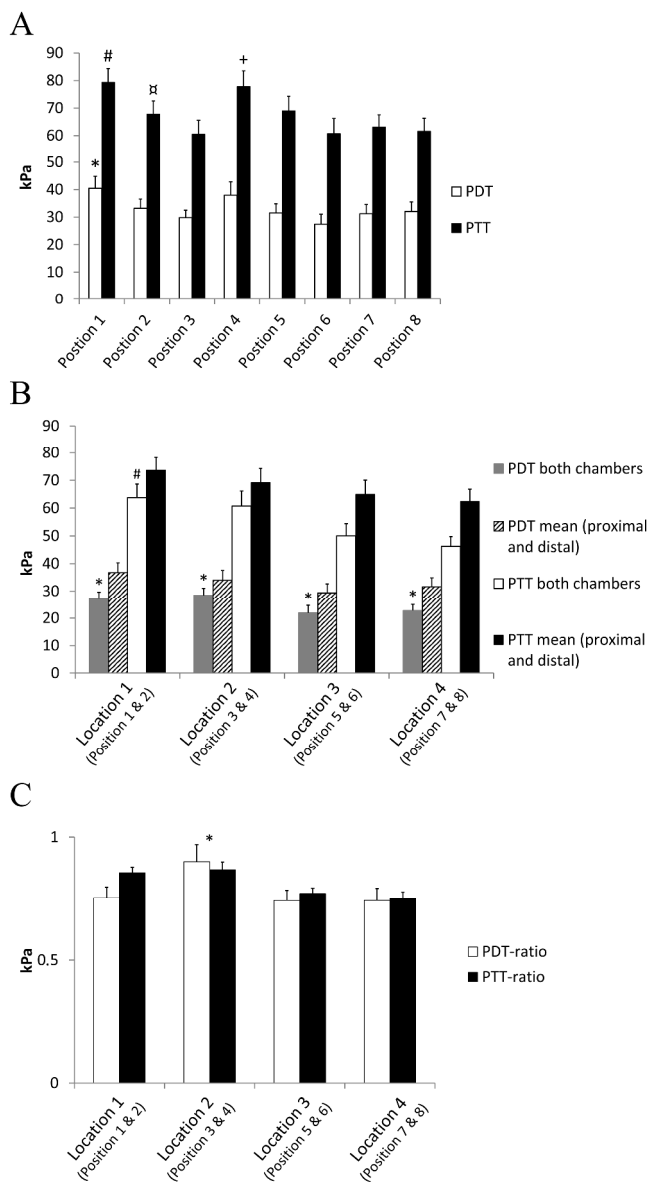 A
90
80
70
60
50
40
30
20
10
0
kPa
#
*
¤
+
PDT
PTT
Postion 1
Postion 2
Postion 3
Postion 4
Postion 5
Postion 6
Postion 7
Postion 8
B
90
80
70
60
50
40
30
20
10
0
kPa
*
#
*
*
*
PDT both chambers
PDT mean (proximal
and distal)
PTT both chambers
PTT mean (proximal
and distal)
Location 1
(Position 1 & 2)
Location 2
(Position 3 & 4)
Location 3
(Position 5 & 6)
Location 4
(Position 7 & 8)
C
1
0.5
0
kPa
*
PDT-ratio
PTT-ratio
Location 1
(Position 1 & 2)
Location 2
(Position 3 & 4)
Location 3
(Position 5 & 6)
Location 4
(Position 7 & 8)